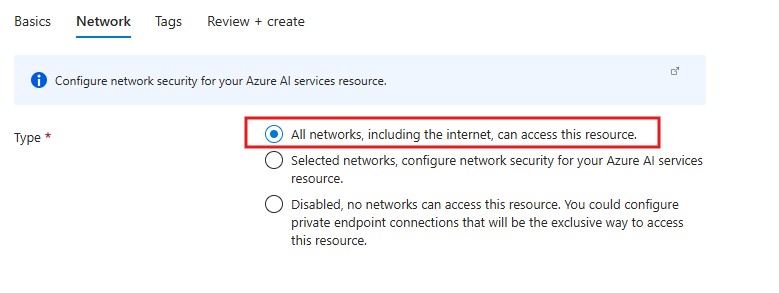 Basics Network Tags Review + create
Configure network security for your Azure AI services resource.
Type *
All networks, including the internet, can access this resource.
Selected networks, configure network security for your Azure AI services
resource.
Disabled, no networks can access this resource. You could configure
private endpoint connections that will be the exclusive way to access
this resource.